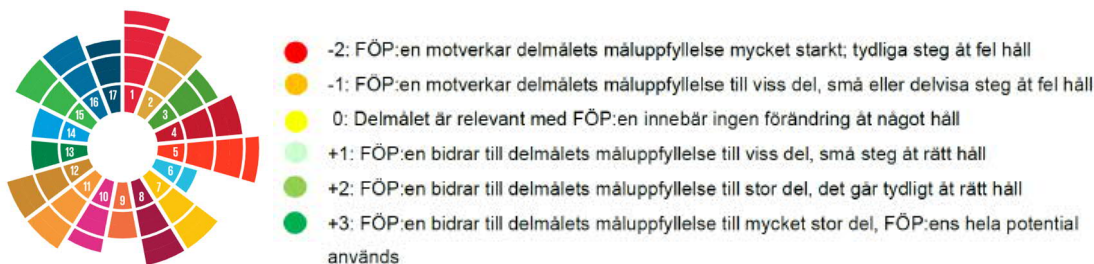 1
2
3
4
5
6
7
8
9
10
11
12
13
14
15
16
17
-2: FÖP:en motverkar delmålets måluppfyllelse mycket starkt; tydliga steg åt fel håll
-1: FÖP:en motverkar delmålets måluppfyllelse till viss del, små eller delvisa steg åt fel håll
0: Delmålet är relevant med FÖP:en innebär ingen förändring åt något håll
+1: FÖP:en bidrar till delmålets måluppfyllelse till viss del, små steg åt rätt håll
+2: FÖP:en bidrar till delmålets måluppfyllelse till stor del, det går tydligt åt rätt håll
+3: FÖP:en bidrar till delmålets måluppfyllelse till mycket stor del, FÖP:ens hela potential
används